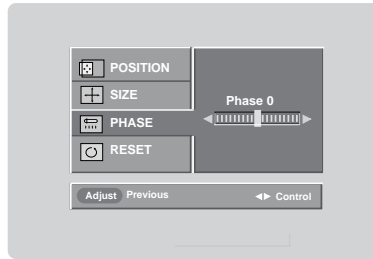 POSITION
SIZE
PHASE
RESET
Phase 0
Adjust Previous
Control